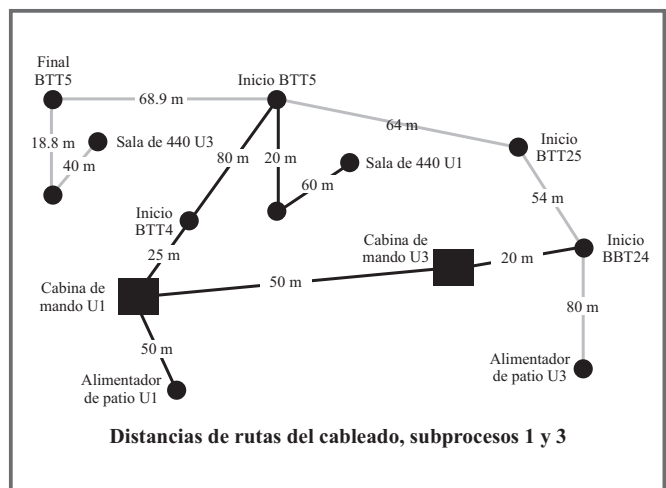 Final
BTT5
Inicio BTT5
68.9 m
64 m
18.8 m
Sala de 440 U3
40 m
80 m
20 m
Sala de 440 U1
60 m
Inicio
BTT25
54 m
Inicio
BTT4
25 m
Cabina de
mando U3
20 m
Inicio
BBT24
Cabina de
mando U1
50 m
80 m
50 m
Alimentador
de patio U1
Alimentador
de patio U3
Distancias de rutas del cableado, subprocesos 1 y 3